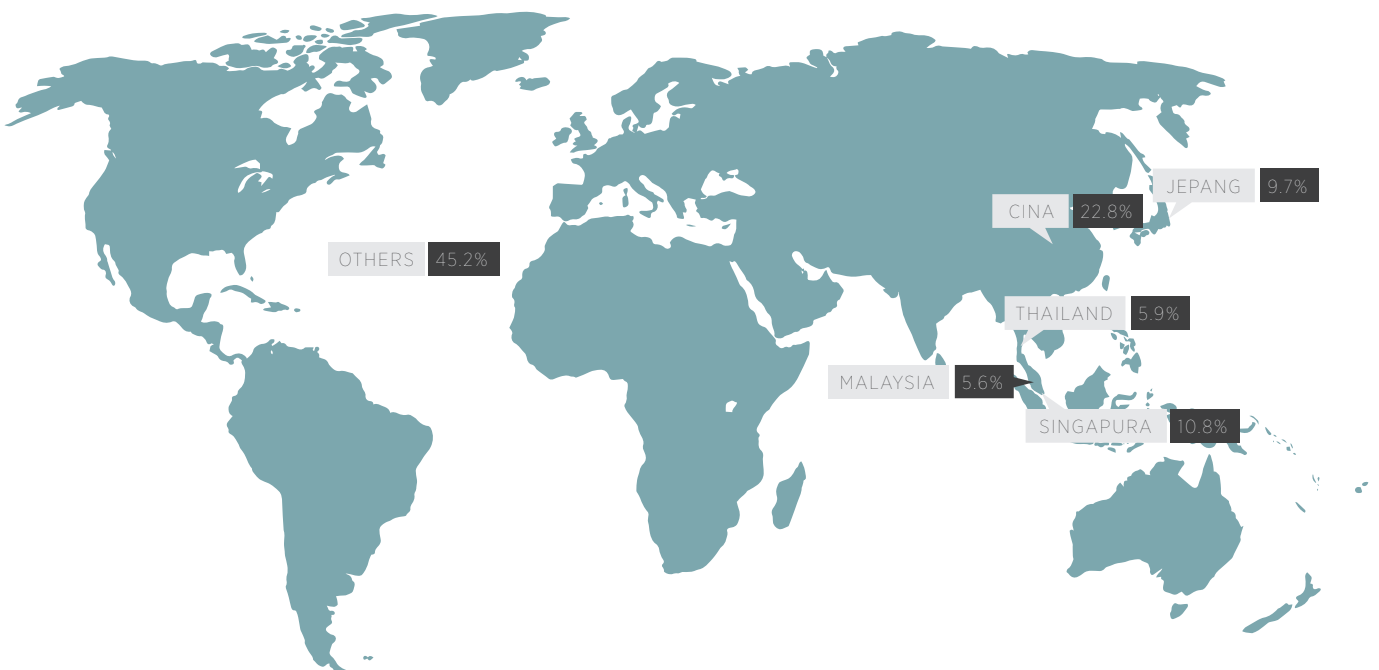 JEPANG 9.7%
CINA 22.8%
OTHERS 45.2%
THAILAND 5.9%
MALAYSIA 5.6%
SINGAPURA 10.8%